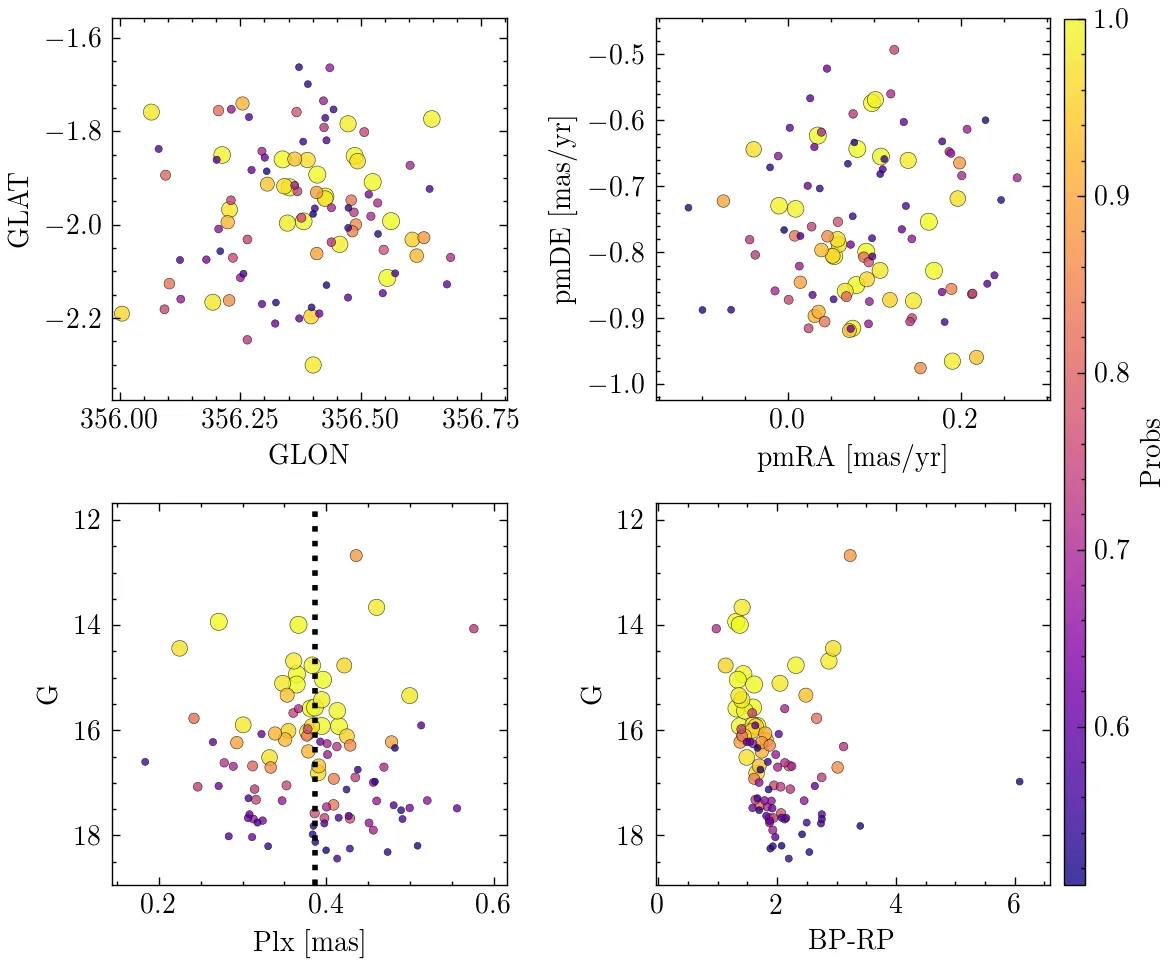 −1.6
−1.8
−2.0
−2.2
GLAT
356.00 356.25 356.50 356.75
GLON
−0.5
−0.6
−0.7
−0.8
−0.9
−1.0
pmDE [mas/yr]
0.0 0.2
pmRA [mas/yr]
12
14
16
18
G
0.2 0.4 0.6
Plx [mas]
12
14
16
18
G
0 2 4 6
BP-RP
1.0
0.9
0.8
0.7
0.6
Probs